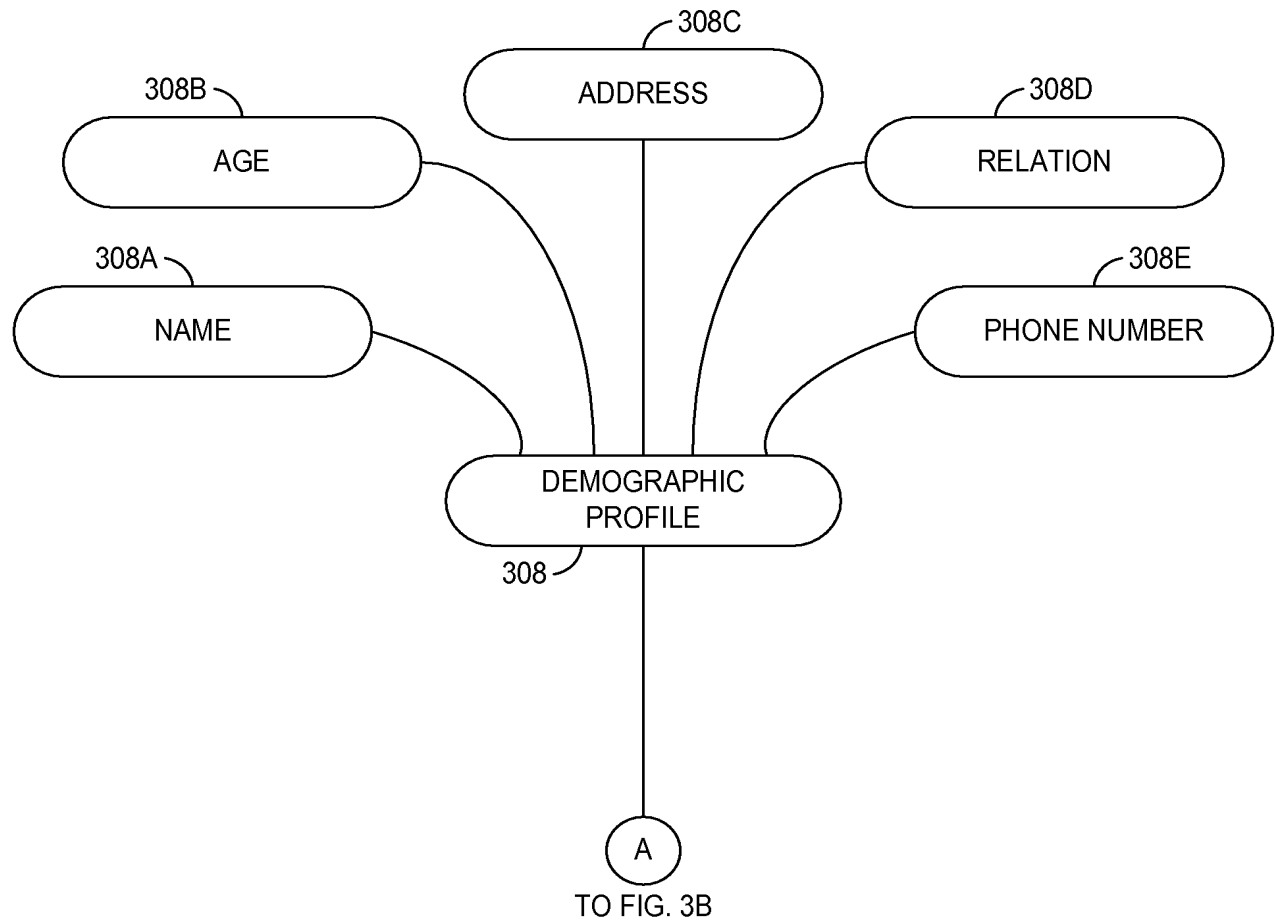 308C
ADDRESS
308B
AGE
308D
RELATION
308A
NAME
308E
PHONE NUMBER
DEMOGRAPHIC
PROFILE
308
A
TO FIG. 3B